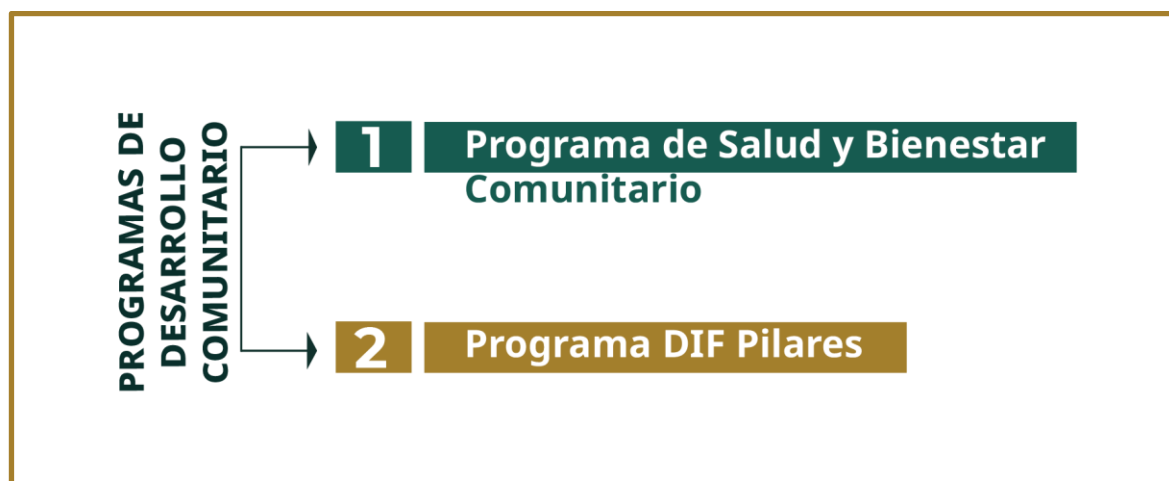 PROGRAMAS DE
DESARROLLO
COMUNITARIO
1
Programa de Salud y Bienestar
Comunitario
2
Programa DIF Pilares